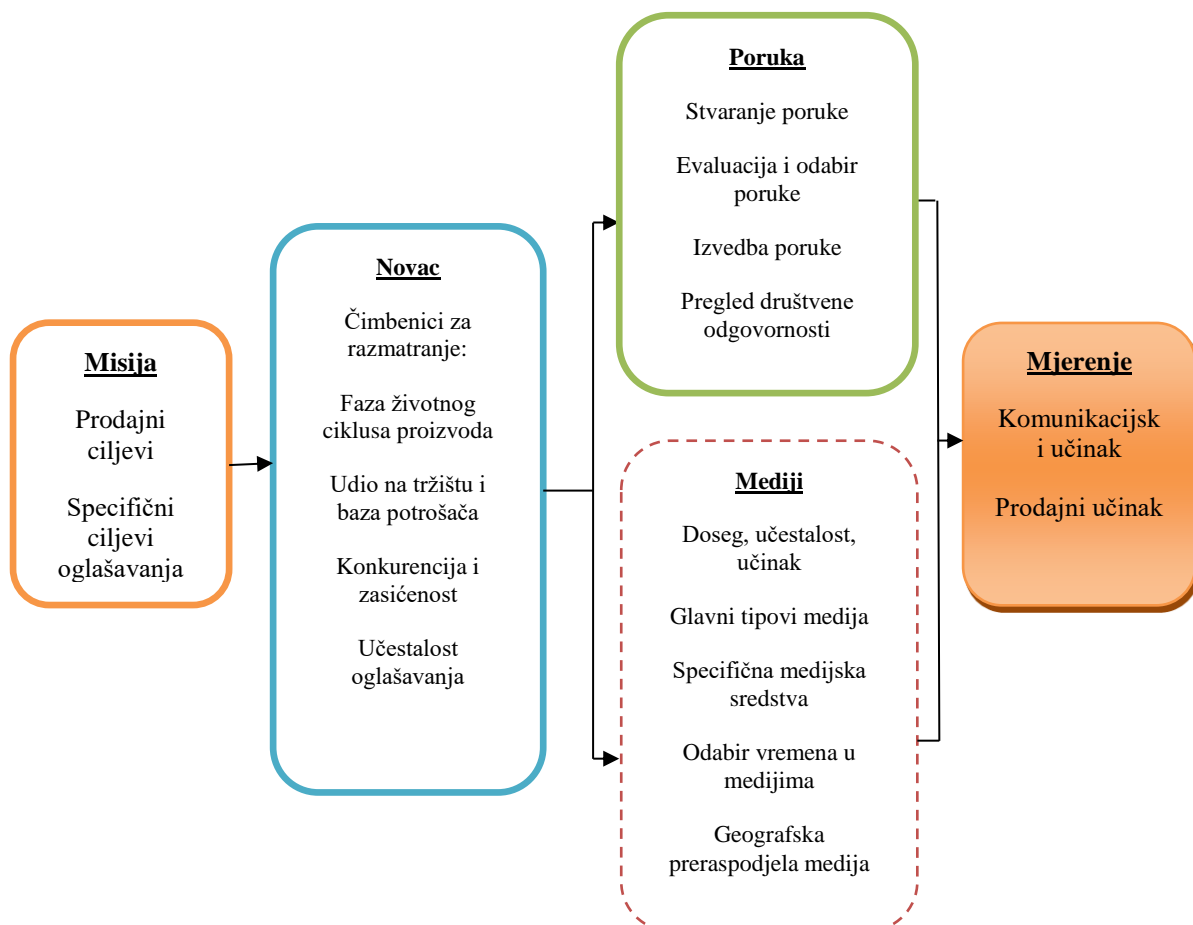 Misija
Prodajni
ciljevi
Specifični
ciljevi
oglašavanja
Novac
Čimbenici za
razmatranje:
Faza životnog
ciklusa proizvoda
Udio na tržištu i
baza potrošača
Konkurencija i
zasićenost
Učestalost
oglašavanja
Poruka
Stvaranje poruke
Evaluacija i odabir
poruke
Izvedba poruke
Pregled društvene
odgovornosti
Mediji
Doseg, učestalost,
učinak
Glavni tipovi medija
Specifična medijska
sredstva
Odabir vremena u
medijima
Geografska
preraspodjela medija
Mjerenje
Komunikacijsk
i učinak
Prodajni učinak